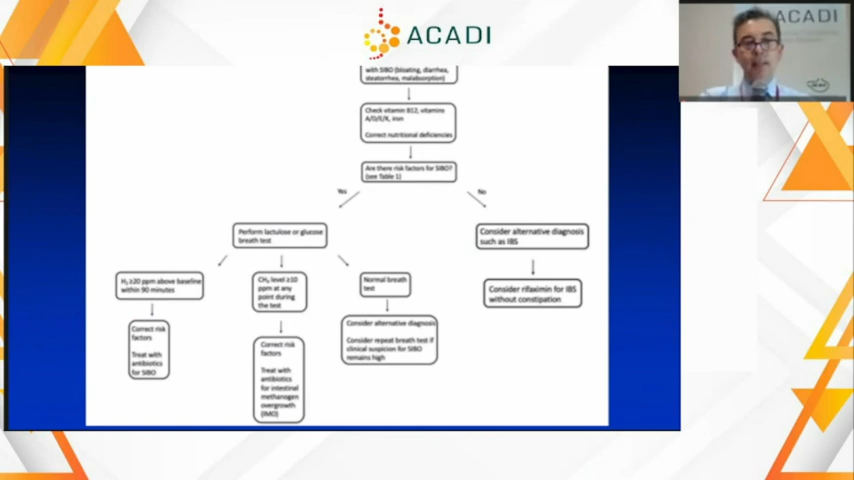 ACADI
ACADI
with SIBO (bloating, diarrhea,
steatorrhea, malabsorption)
Check vitamin B12, vitamins
A/D/E/K, iron
Correct nutritional deficiencies
Are there risk factors for SIBO?
(see Table 1)
Yes
No
Perform lactulose or glucose
breath test
Consider alternative diagnosis
such as IBS
H₂ ≥20 ppm above baseline
within 90 minutes
CH₄ level ≥10
ppm at any
point during
the test
Normal breath
test
Consider rifaximin for IBS
without constipation
Correct risk
factors
Treat with
antibiotics
for SIBO
Correct risk
factors
Treat with
antibiotics
for intestinal
methanogen
overgrowth
(IMO)
Consider alternative diagnosis
Consider repeat breath test if
clinical suspicion for SIBO
remains high